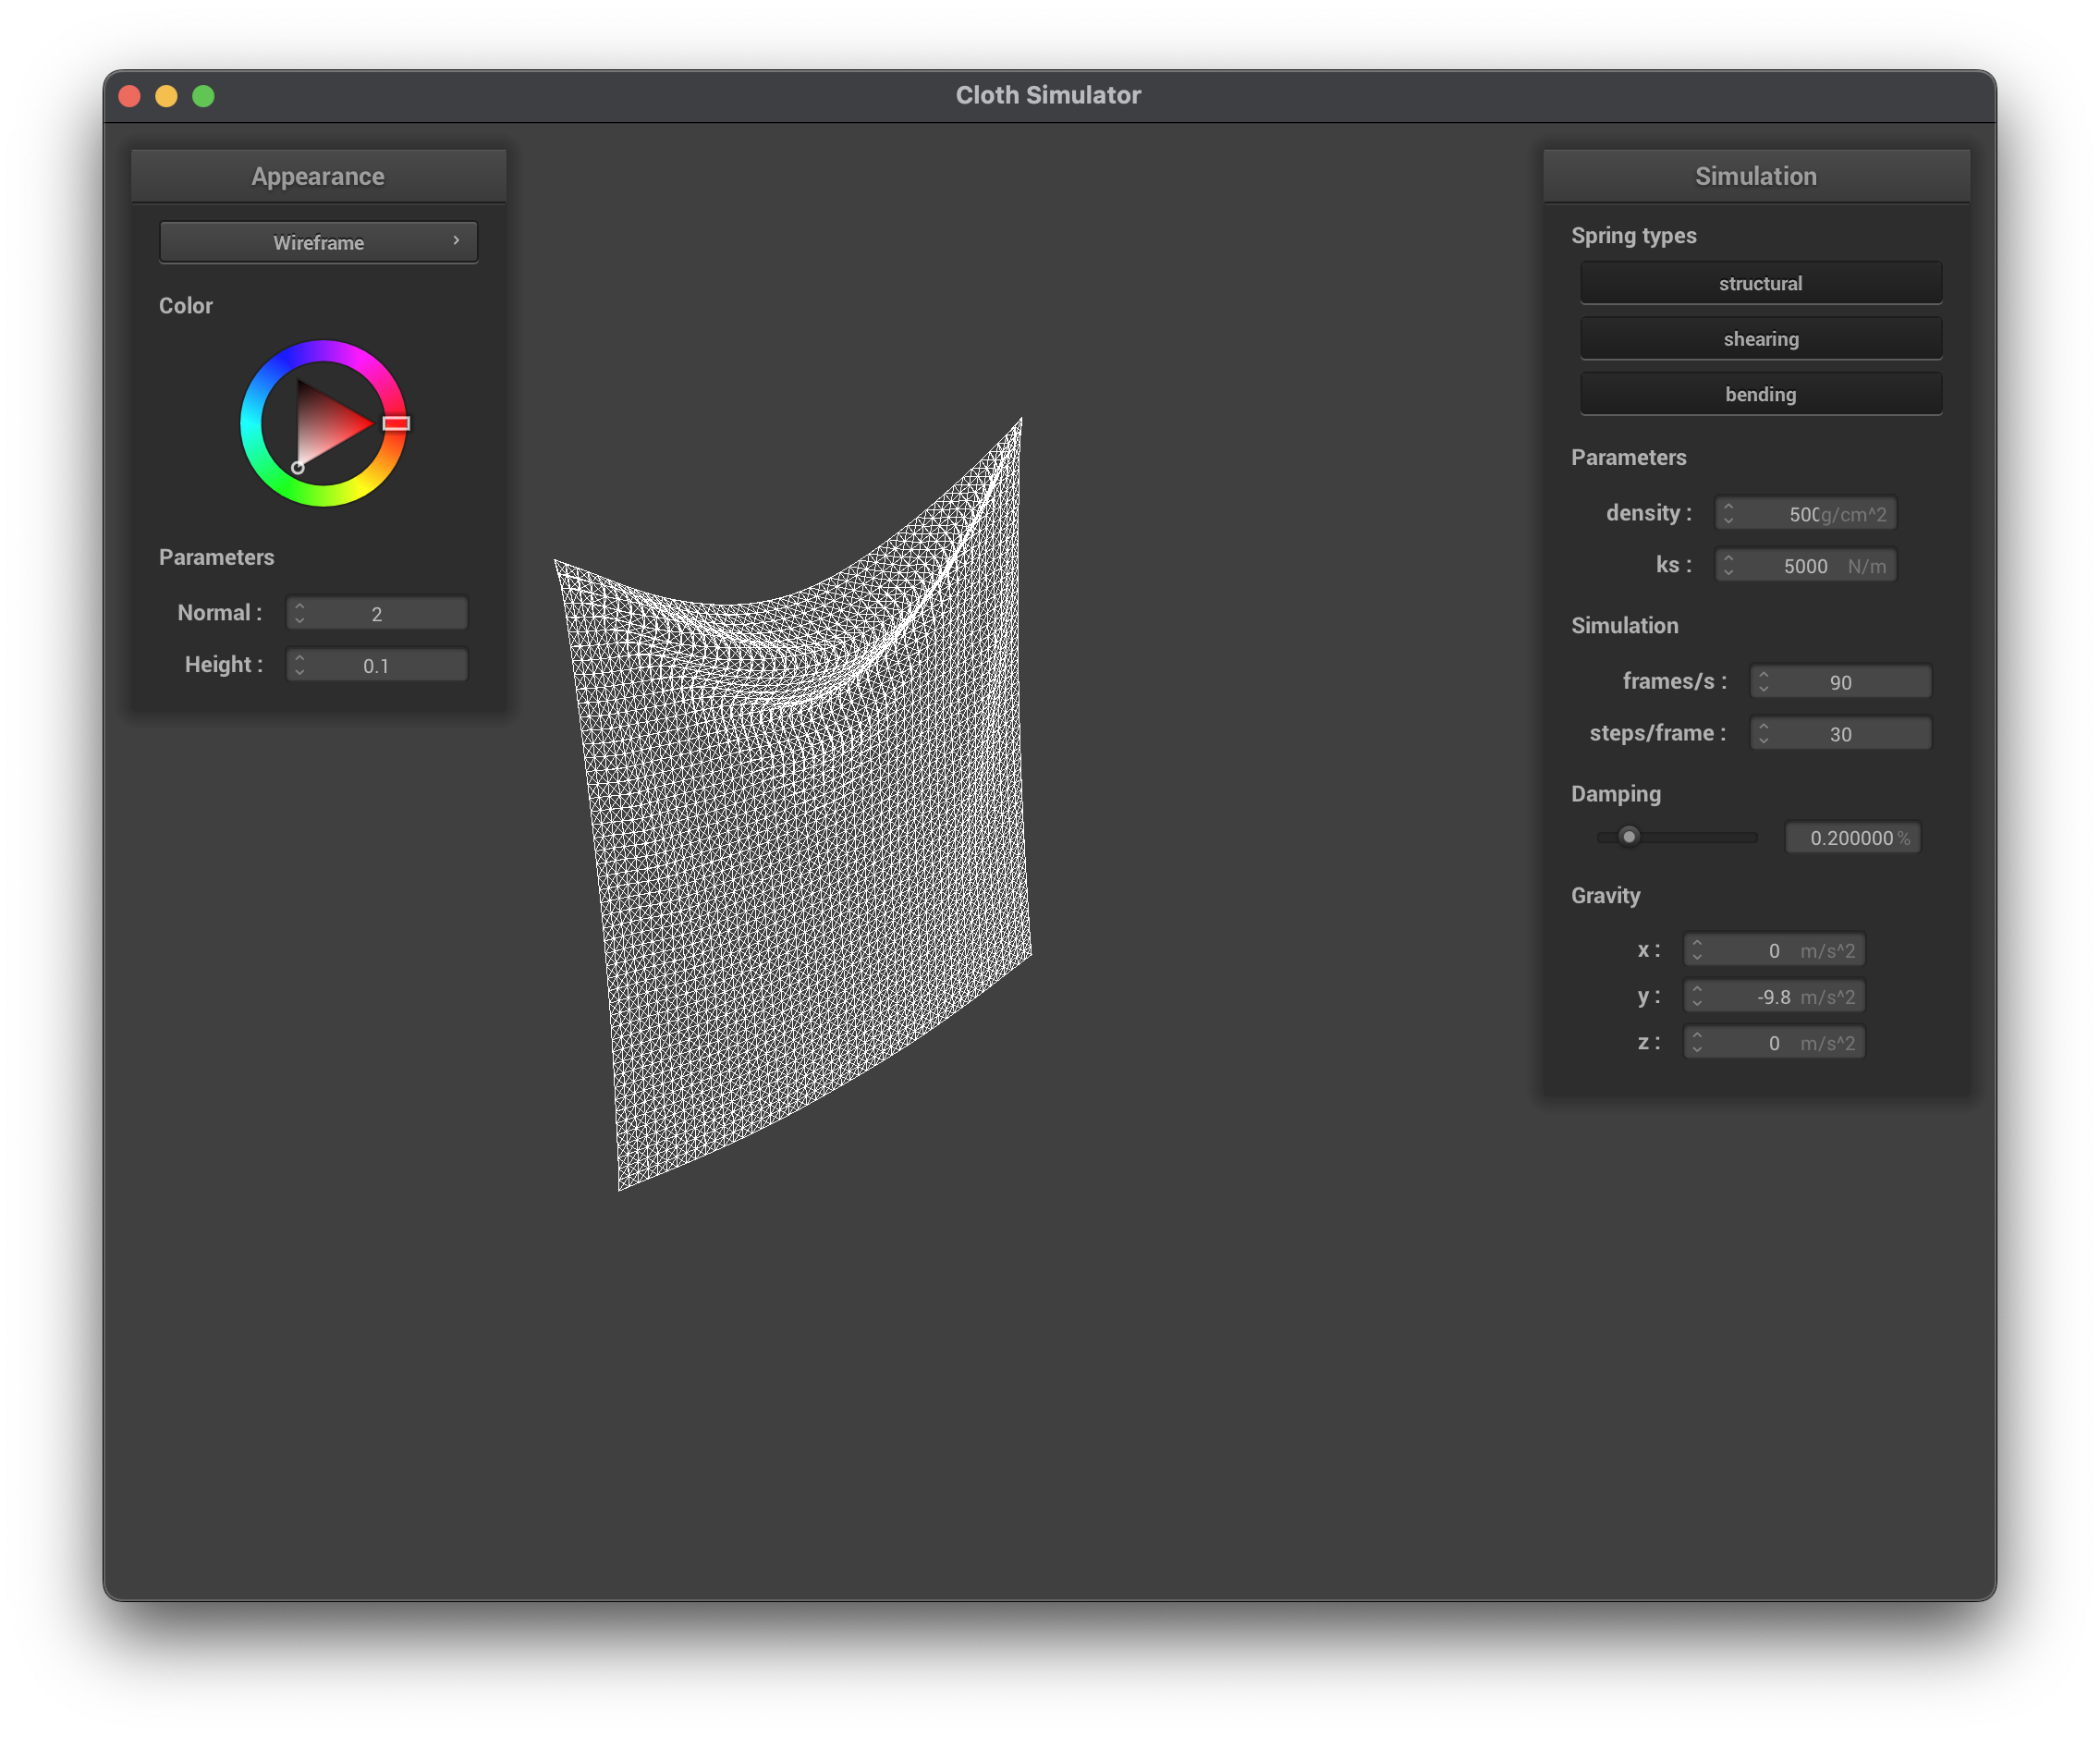 Cloth Simulator
Appearance
Wireframe
Color
Parameters
Normal : 2
Height : 0.1
Simulation
Spring types
structural
shearing
bending
Parameters
density : g/cm^2
ks : 5000 N/m
Simulation
frames/s : 90
steps/frame : 30
Damping
0.200000 %
Gravity
x : 0 m/s^2
y : -9.8 m/s^2
z : 0 m/s^2